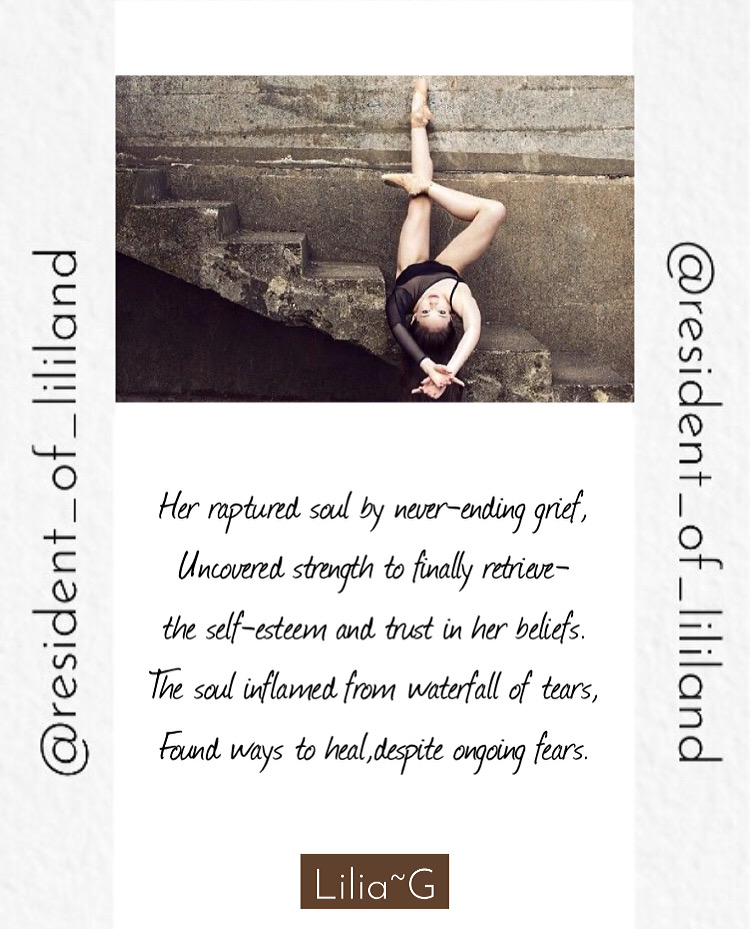 @resident_of_lililand
Her raptured soul by never-ending grief,
Uncovered strength to finally retrieve-
the self-esteem and trust in her beliefs.
The soul inflamed from waterfall of tears,
Found ways to heal,despite ongoing fears.
Lilia~G
@resident_of_lililand